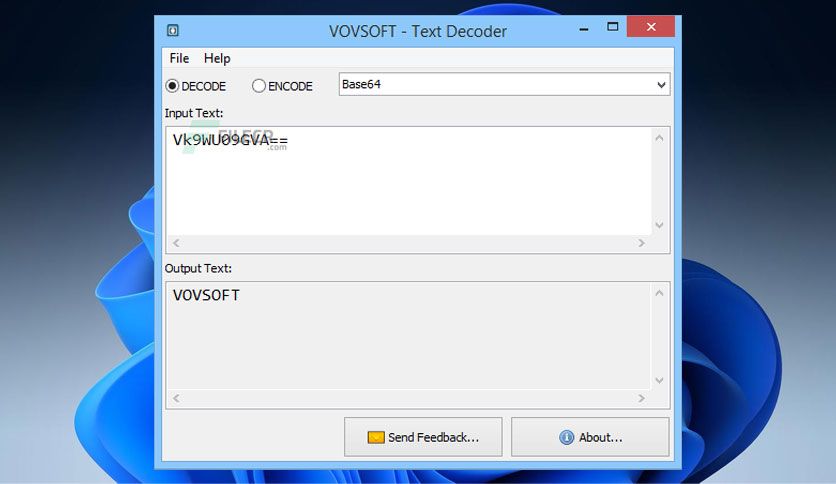 VOVSOFT - Text Decoder
File Help
DECODE ENCODE Base64
Input Text:
Vk9WU09GVA==
FILECR
.com
Output Text:
VOVSOFT
Send Feedback... About...